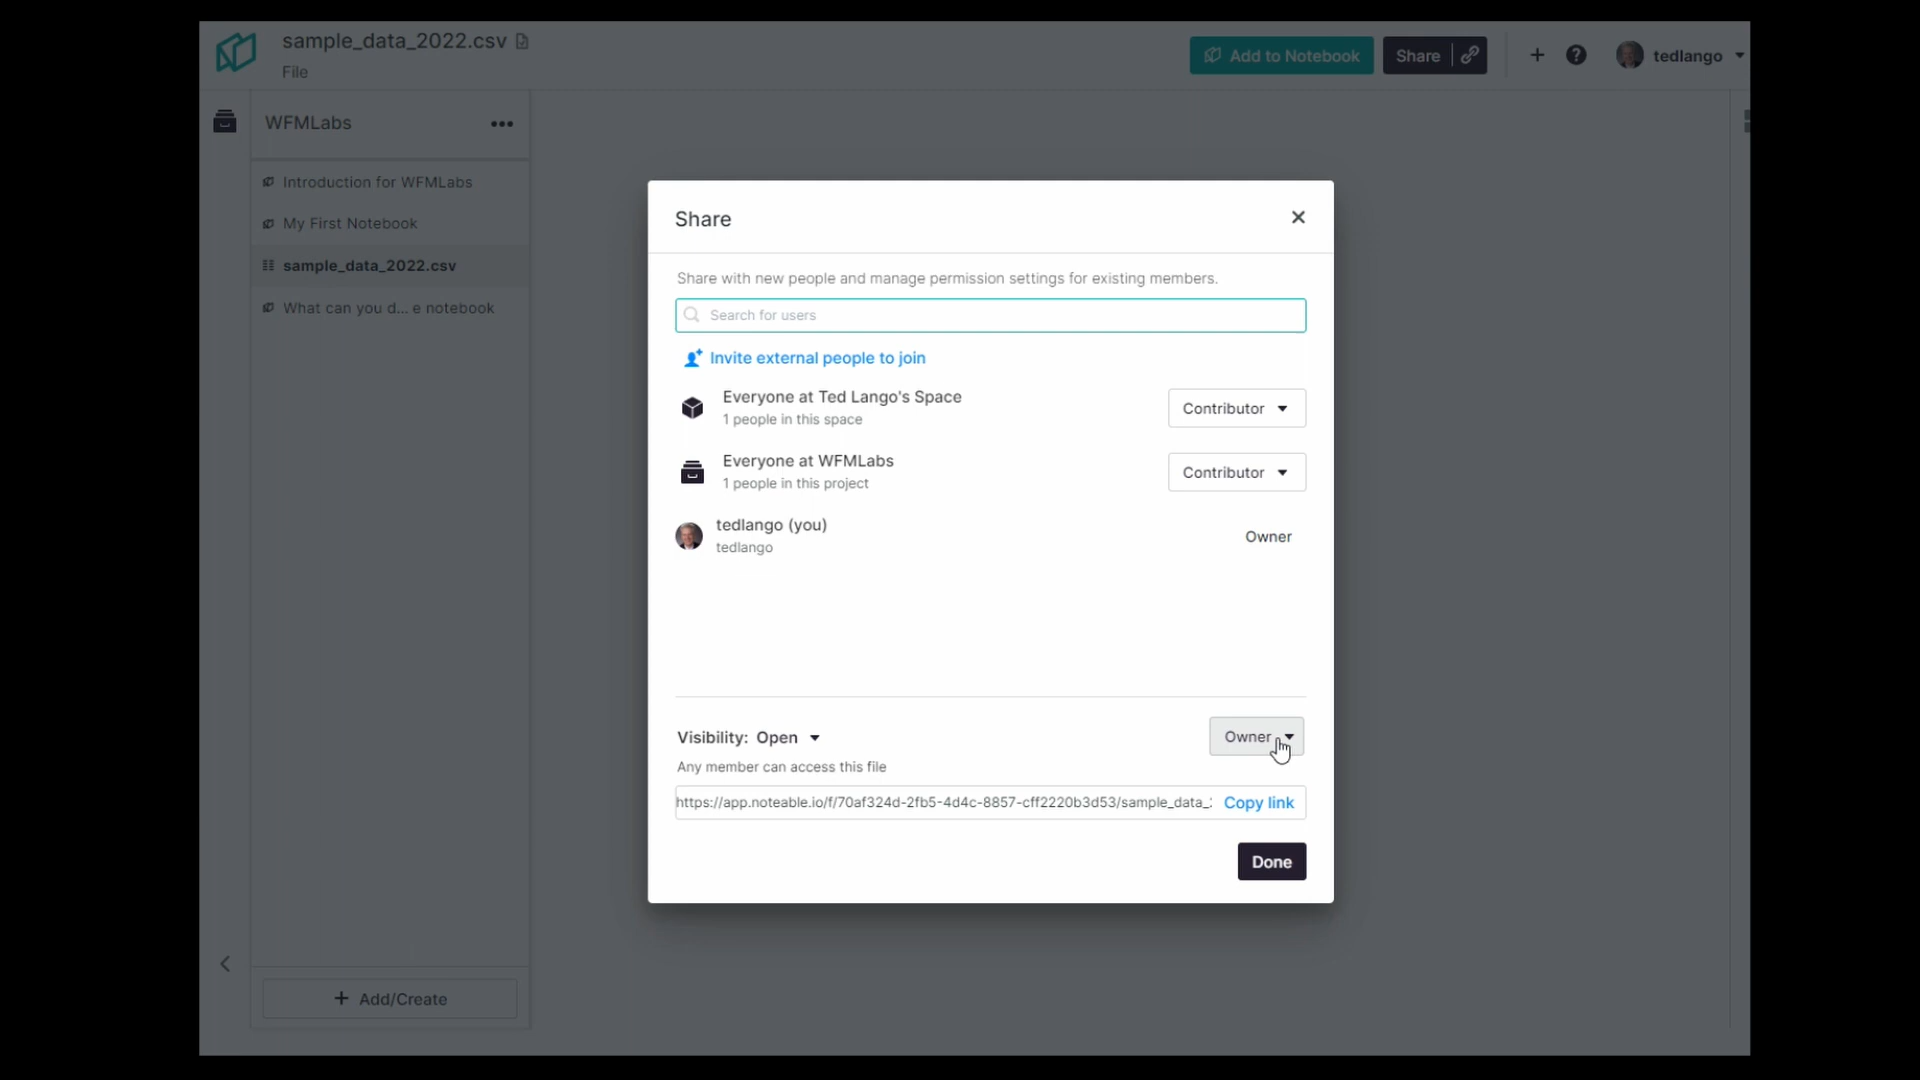 sample_data_2022.csv
File
Add to Notebook
Share
tedlango
WFMLabs
Introduction for WFMLabs
My First Notebook
sample_data_2022.csv
What can you d... e notebook
Add/Create
Share
Share with new people and manage permission settings for existing members.
Search for users
Invite external people to join
Everyone at Ted Lango's Space
1 people in this space
Contributor
Everyone at WFMLabs
1 people in this project
Contributor
tedlango (you)
tedlango
Owner
Visibility: Open
Owner
Any member can access this file
https://app.noteable.io/f/70af324d-2fb5-4d4c-8857-cff2220b3d53/sample_data_
Copy link
Done